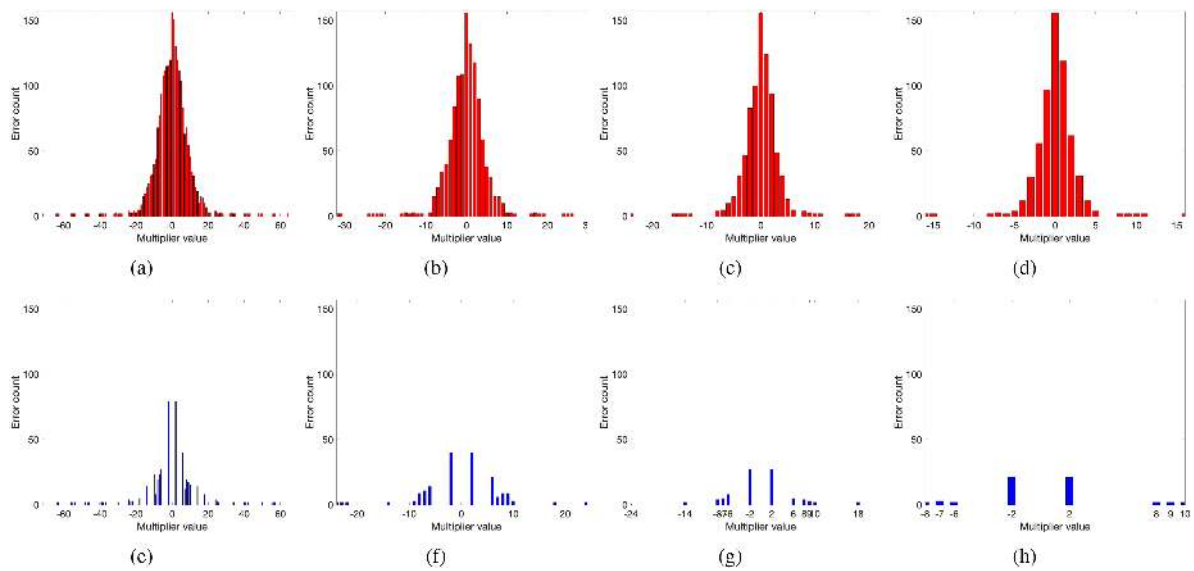 150
100
50
0
Error count
-60 -40 -20 0 20 40 60
Multiplier value
(a)
150
100
50
0
Error count
-30 -20 -10 0 10 20 3
Multiplier value
(b)
150
100
50
0
Error count
-20 -10 0 10 20
Multiplier value
(c)
150
100
50
0
Error count
-15 -10 -5 0 5 10 15
Multiplier value
(d)
150
100
50
0
Error count
-60 -40 -20 0 20 40 60
Multiplier value
(e)
150
100
50
0
Error count
-20 -10 0 10 20
Multiplier value
(f)
150
100
50
0
Error count
-24 -14 -2 2 6 18
Multiplier value
(g)
150
100
50
0
Error count
-8 -7 -6 -2 2 8 9 10
Multiplier value
(h)